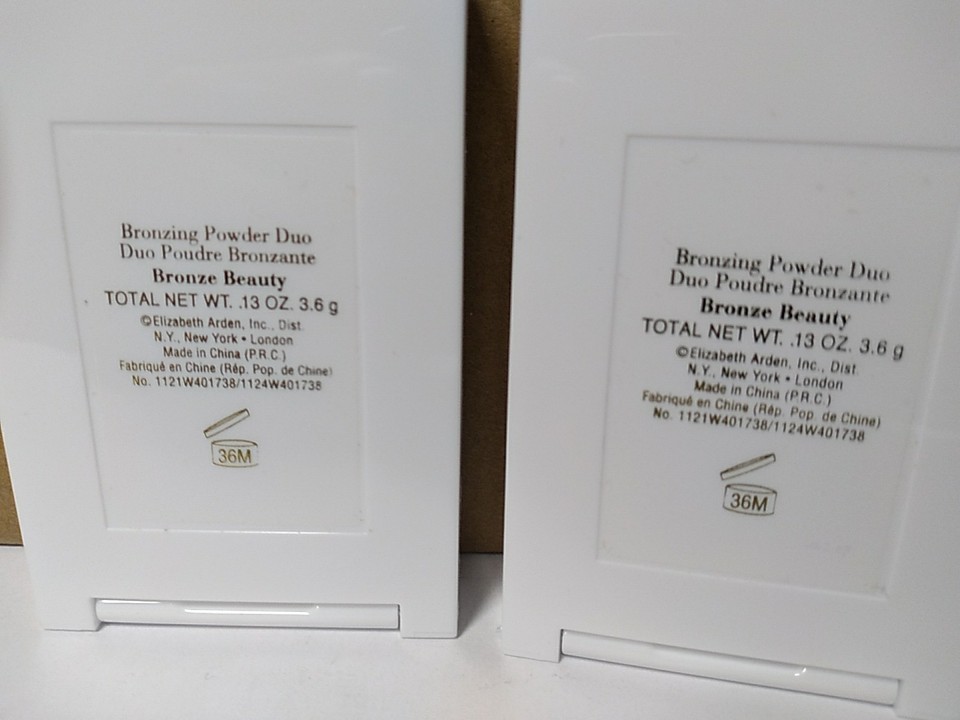 Bronzing Powder Duo
Duo Poudre Bronzante
Bronze Beauty
TOTAL NET WT. .13 OZ. 3.6 g
©Elizabeth Arden, Inc., Dist.
N.Y., New York • London
Made in China (P.R.C.)
Fabriqué en Chine (Rép. Pop. de Chine)
No. 1121W401738/1124W401738
36M
Bronzing Powder Duo
Duo Poudre Bronzante
Bronze Beauty
TOTAL NET WT. .13 OZ. 3.6 g
©Elizabeth Arden, Inc., Dist.
N.Y., New York • London
Made in China (P.R.C.)
Fabriqué en Chine (Rép. Pop. de Chine)
No. 1121W401738/1124W401738
36M